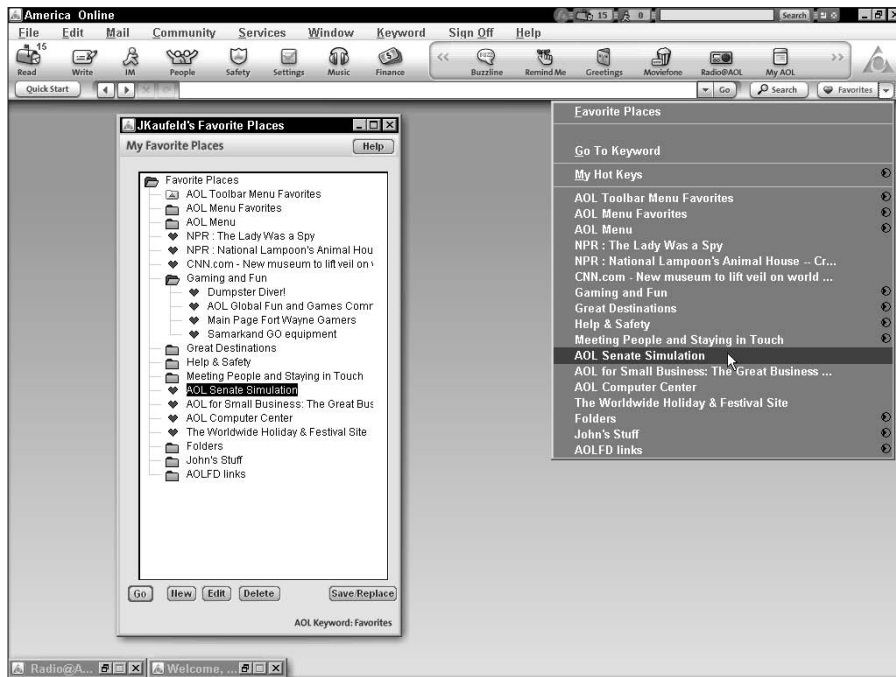 America Online
15
0
Search
File Edit Mail Community Services Window Keyword Sign Off Help
15
Read Write IM People Safety Settings Music Finance << Buzzline Remind Me Greetings Moviefone Radio@AOL My AOL >>
Quick Start
Go
Search
Favorites
JKaufeld's Favorite Places
My Favorite Places
Help
Favorite Places
AOL Toolbar Menu Favorites
AOL Menu Favorites
AOL Menu
NPR : The Lady Was a Spy
NPR : National Lampoon's Animal Hou
CNN.com - New museum to lift veil on
Gaming and Fun
Dumpster Diver!
AOL Global Fun and Games Comm
Main Page Fort Wayne Gamers
Samarkand GO equipment
Great Destinations
Help & Safety
Meeting People and Staying in Touch
AOL Senate Simulation
AOL for Small Business: The Great Bus
AOL Computer Center
The Worldwide Holiday & Festival Site
Folders
John's Stuff
AOLFD links
Go
New
Edit
Delete
Save/Replace
AOL Keyword: Favorites
Favorite Places
Go To Keyword
My Hot Keys
AOL Toolbar Menu Favorites
AOL Menu Favorites
AOL Menu
NPR : The Lady Was a Spy
NPR : National Lampoon's Animal House -- Cr...
CNN.com - New museum to lift veil on world ...
Gaming and Fun
Great Destinations
Help & Safety
Meeting People and Staying in Touch
AOL Senate Simulation
AOL for Small Business: The Great Business ...
AOL Computer Center
The Worldwide Holiday & Festival Site
Folders
John's Stuff
AOLFD links
Radio@A...
Welcome, ...